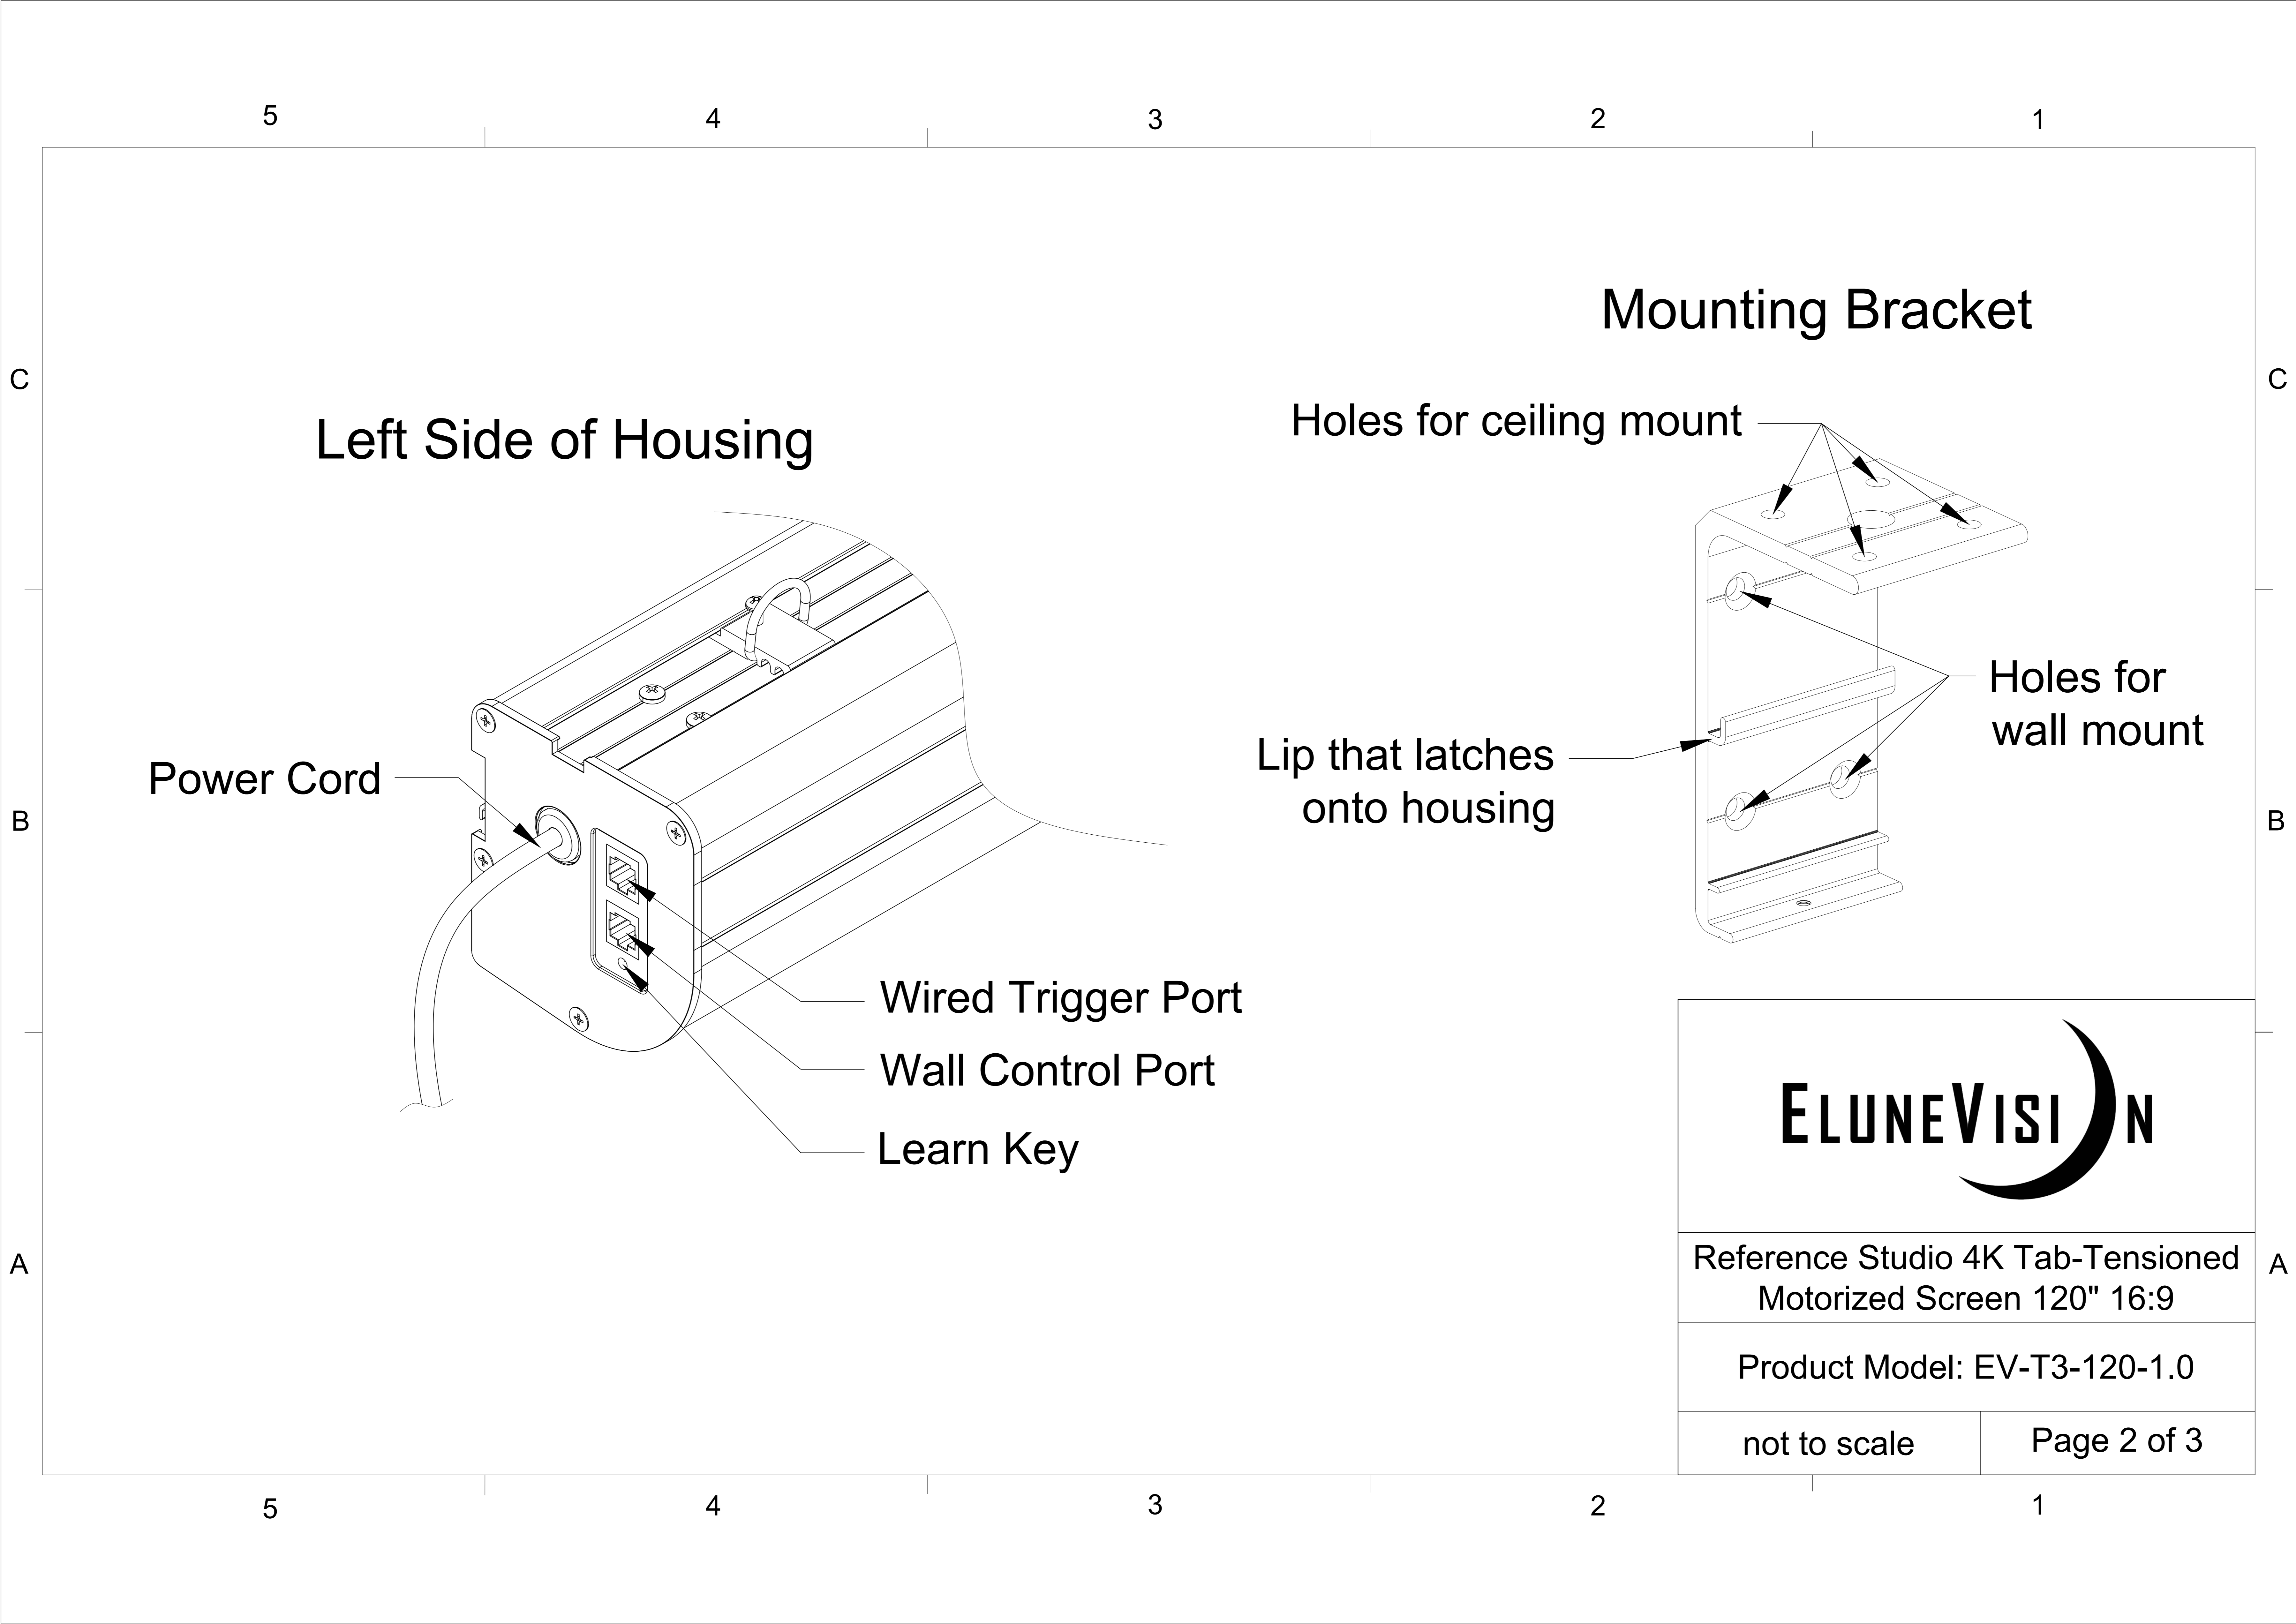 5 4 3 2 1
Mounting Bracket
C C
Holes for ceiling mount
Left Side of Housing
Holes for
wall mount
Lip that latches
onto housing
Power Cord
B B
Wired Trigger Port
Wall Control Port
Learn Key
ELUNEVISION
A A
Reference Studio 4K Tab-Tensioned
Motorized Screen 120" 16:9
Product Model: EV-T3-120-1.0
not to scale
Page 2 of 3
5 4 3 2 1